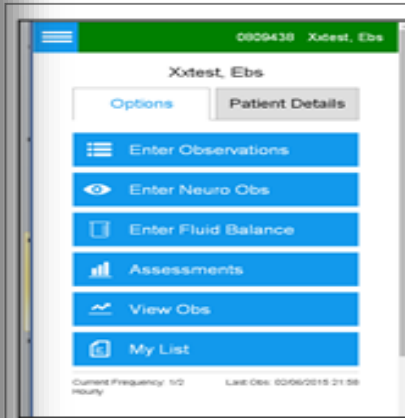 0809438 Xxtest, Ebs
Xxtest, Ebs
Options Patient Details
Enter Observations
Enter Neuro Obs
Enter Fluid Balance
Assessments
View Obs
My List
Current Frequency: 1/2 Last Obs: 02/06/2015 21:58
Hourly